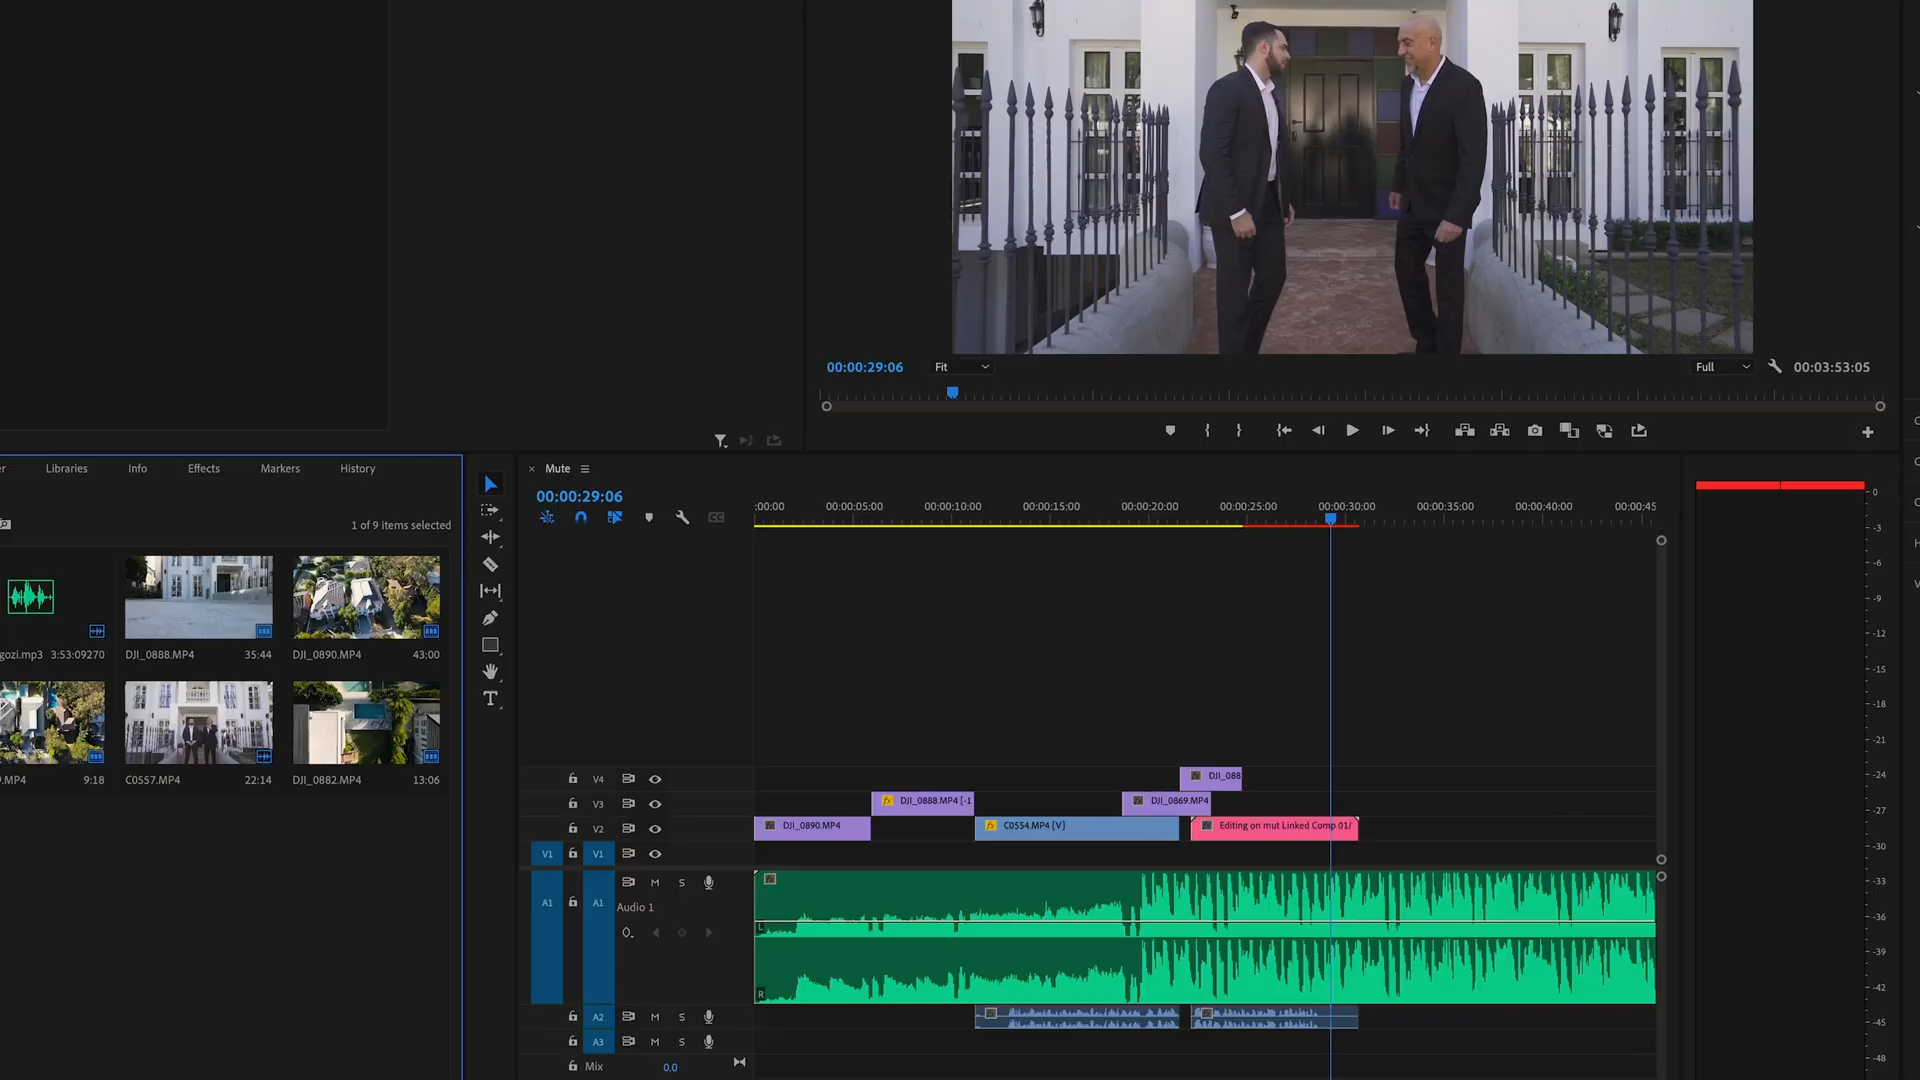 00:00:29:06
Fit
Full
00:03:53:05
Libraries
Info
Effects
Markers
History
1 of 9 items selected
gozi.mp3 3:53:09270
DJI_0888.MP4 35:44
DJI_0890.MP4 43:00
.MP4 9:18
C0557.MP4 22:14
DJI_0882.MP4 13:06
× Mute
00:00:29:06
:00:00
00:00:05:00
00:00:10:00
00:00:15:00
00:00:20:00
00:00:25:00
00:00:30:00
00:00:35:00
00:00:40:00
00:00:45
CC
V4
fx DJI_088
V3
fx DJI_0888.MP4 [-1
fx DJI_0869.MP4
V2
fx DJI_0890.MP4
fx C0554.MP4 [V]
fx Editing on mut Linked Comp 01/
V1 V1
A1 A1 M S
Audio 1
L
R
A2 M S
A3 M S
Mix 0.0
0
-3
-6
-9
-12
-15
-18
-21
-24
-27
-30
-33
-36
-39
-42
-45
-48